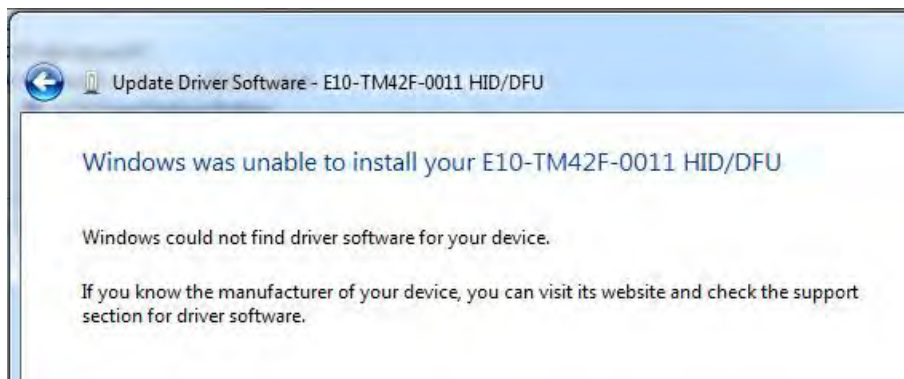 Update Driver Software - E10-TM42F-0011 HID/DFU
Windows was unable to install your E10-TM42F-0011 HID/DFU
Windows could not find driver software for your device.
If you know the manufacturer of your device, you can visit its website and check the support
section for driver software.